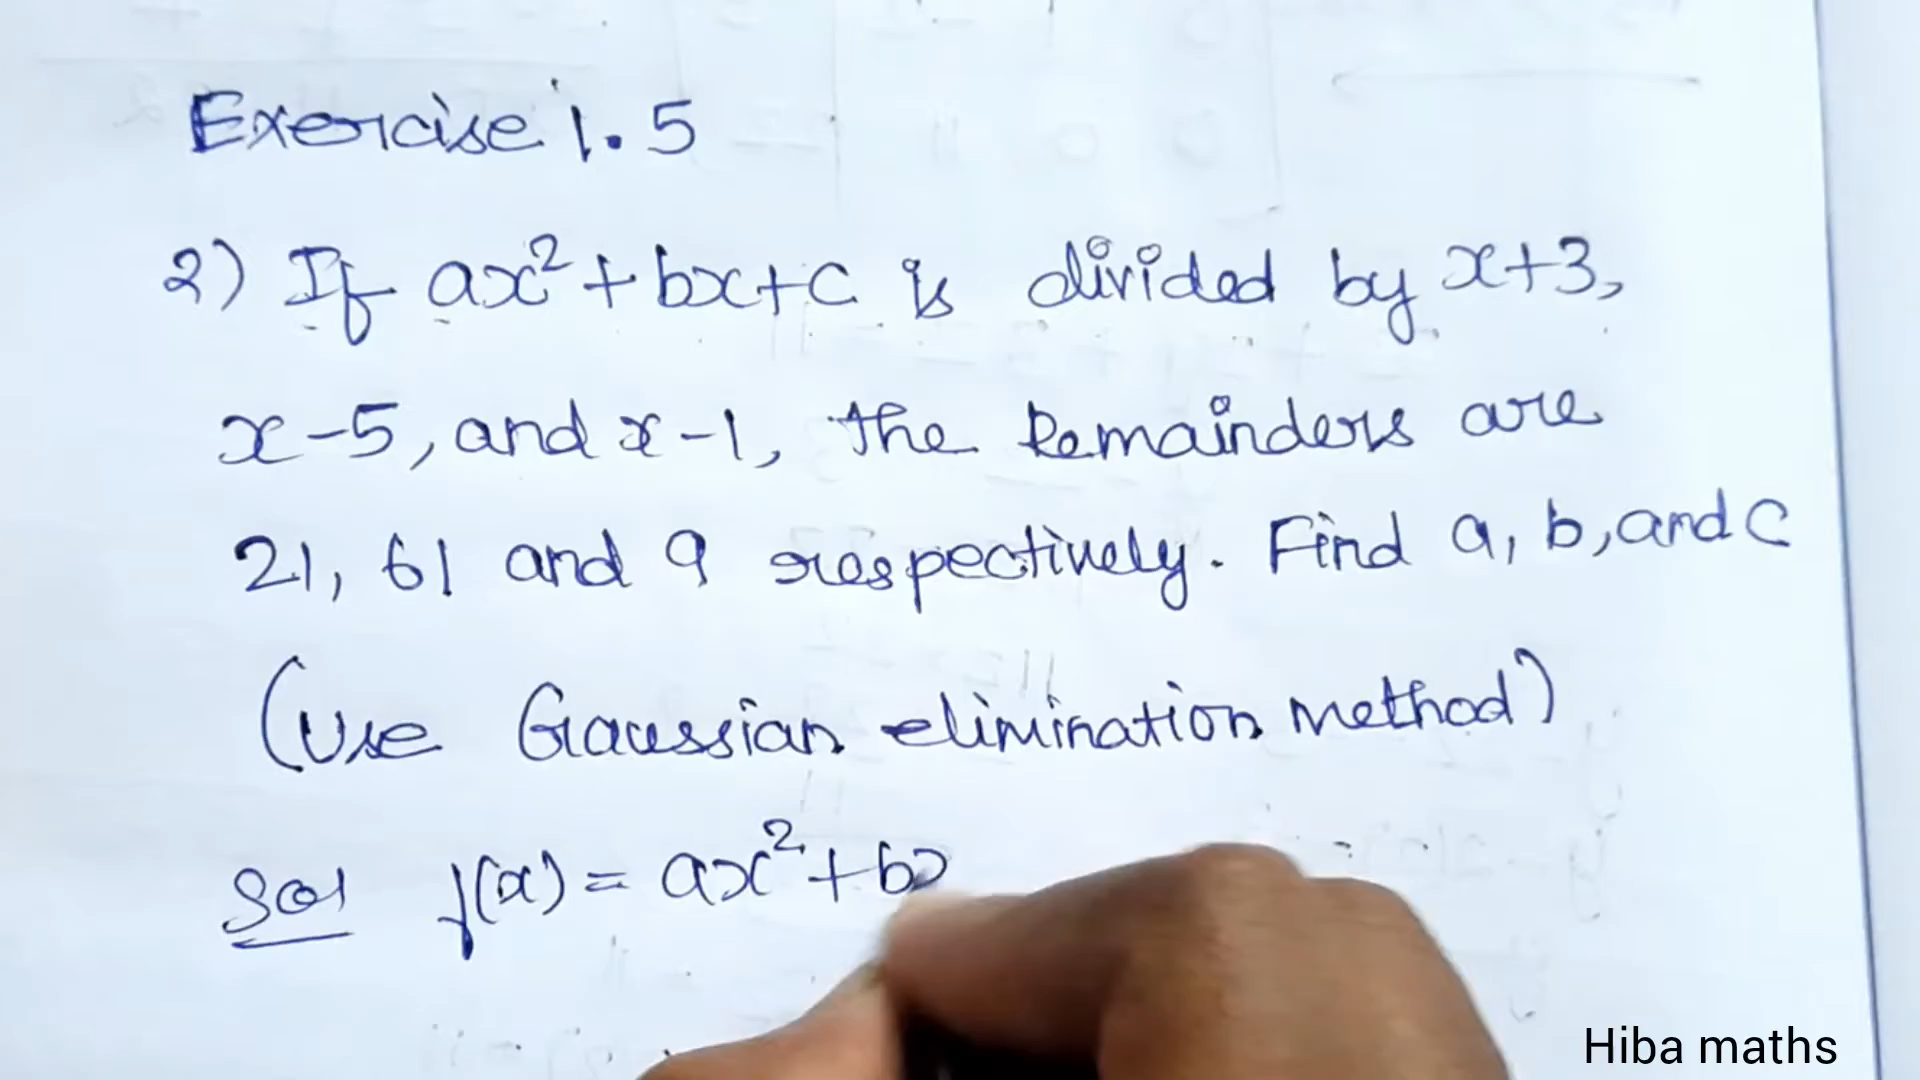 Exercise 1.5
2) If ax² + bx + c is divided by x+3,
x-5, and x-1, the Remainders are
21, 61 and 9 respectively. Find a, b, and c
(Use Gaussian elimination method)
Sol f(x) = ax² + bx
Hiba maths